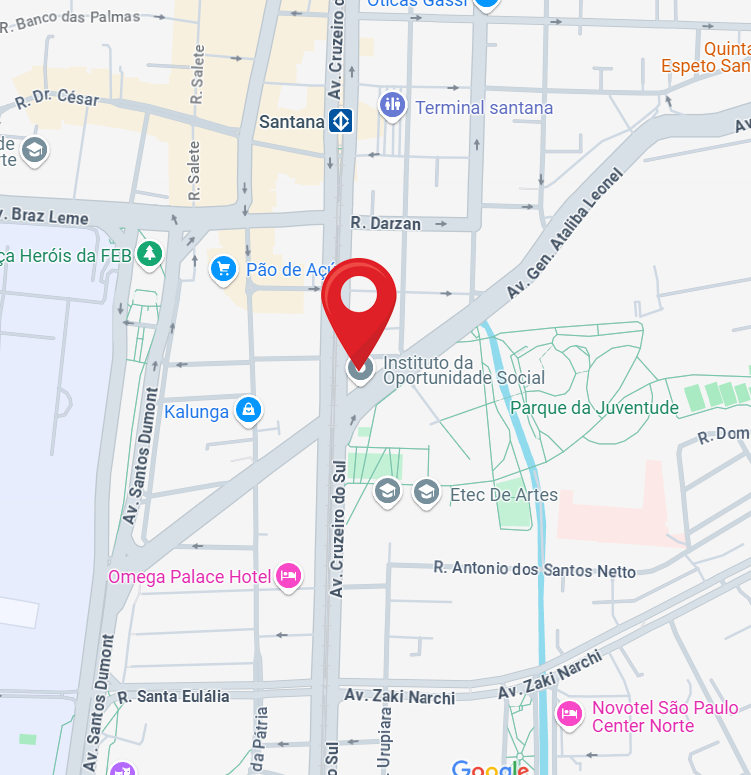 Óticas Gassi
R. Banco das Palmas
Av. Cruzeiro d
Quinta
Espeto San
R. Salete
R. Dr. César
Terminal santana
Santana
Av
de
rte
R. Salete
v. Braz Leme
R. Darzan
Av. Gen. Ataliba Leonel
ça Heróis da FEB
Pão de Açú
Instituto da
Oportunidade Social
Parque da Juventude
Kalunga
R. Dom
Av. Santos Dumont
Av. Cruzeiro do Sul
Etec De Artes
R. Antonio dos Santos Netto
Omega Palace Hotel
Av. Santos Dumont
R. Santa Eulália
Av. Zaki Narchi
Av. Zaki Narchi
Novotel São Paulo
Center Norte
da Pátria
o Sul
Urupiara
Google